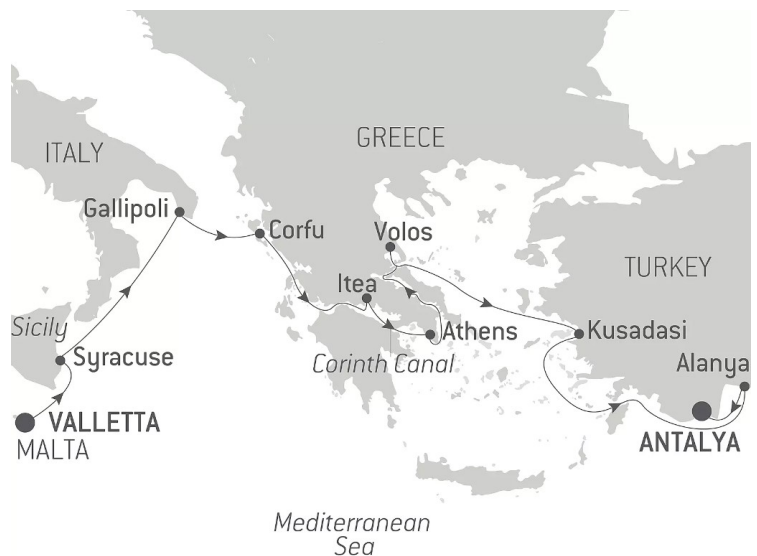 ITALY
GREECE
Gallipoli
Corfu
Volos
TURKEY
Itea
Sicily
Athens
Kusadasi
Syracuse
Corinth Canal
Alanya
VALLETTA
MALTA
ANTALYA
Mediterranean
Sea